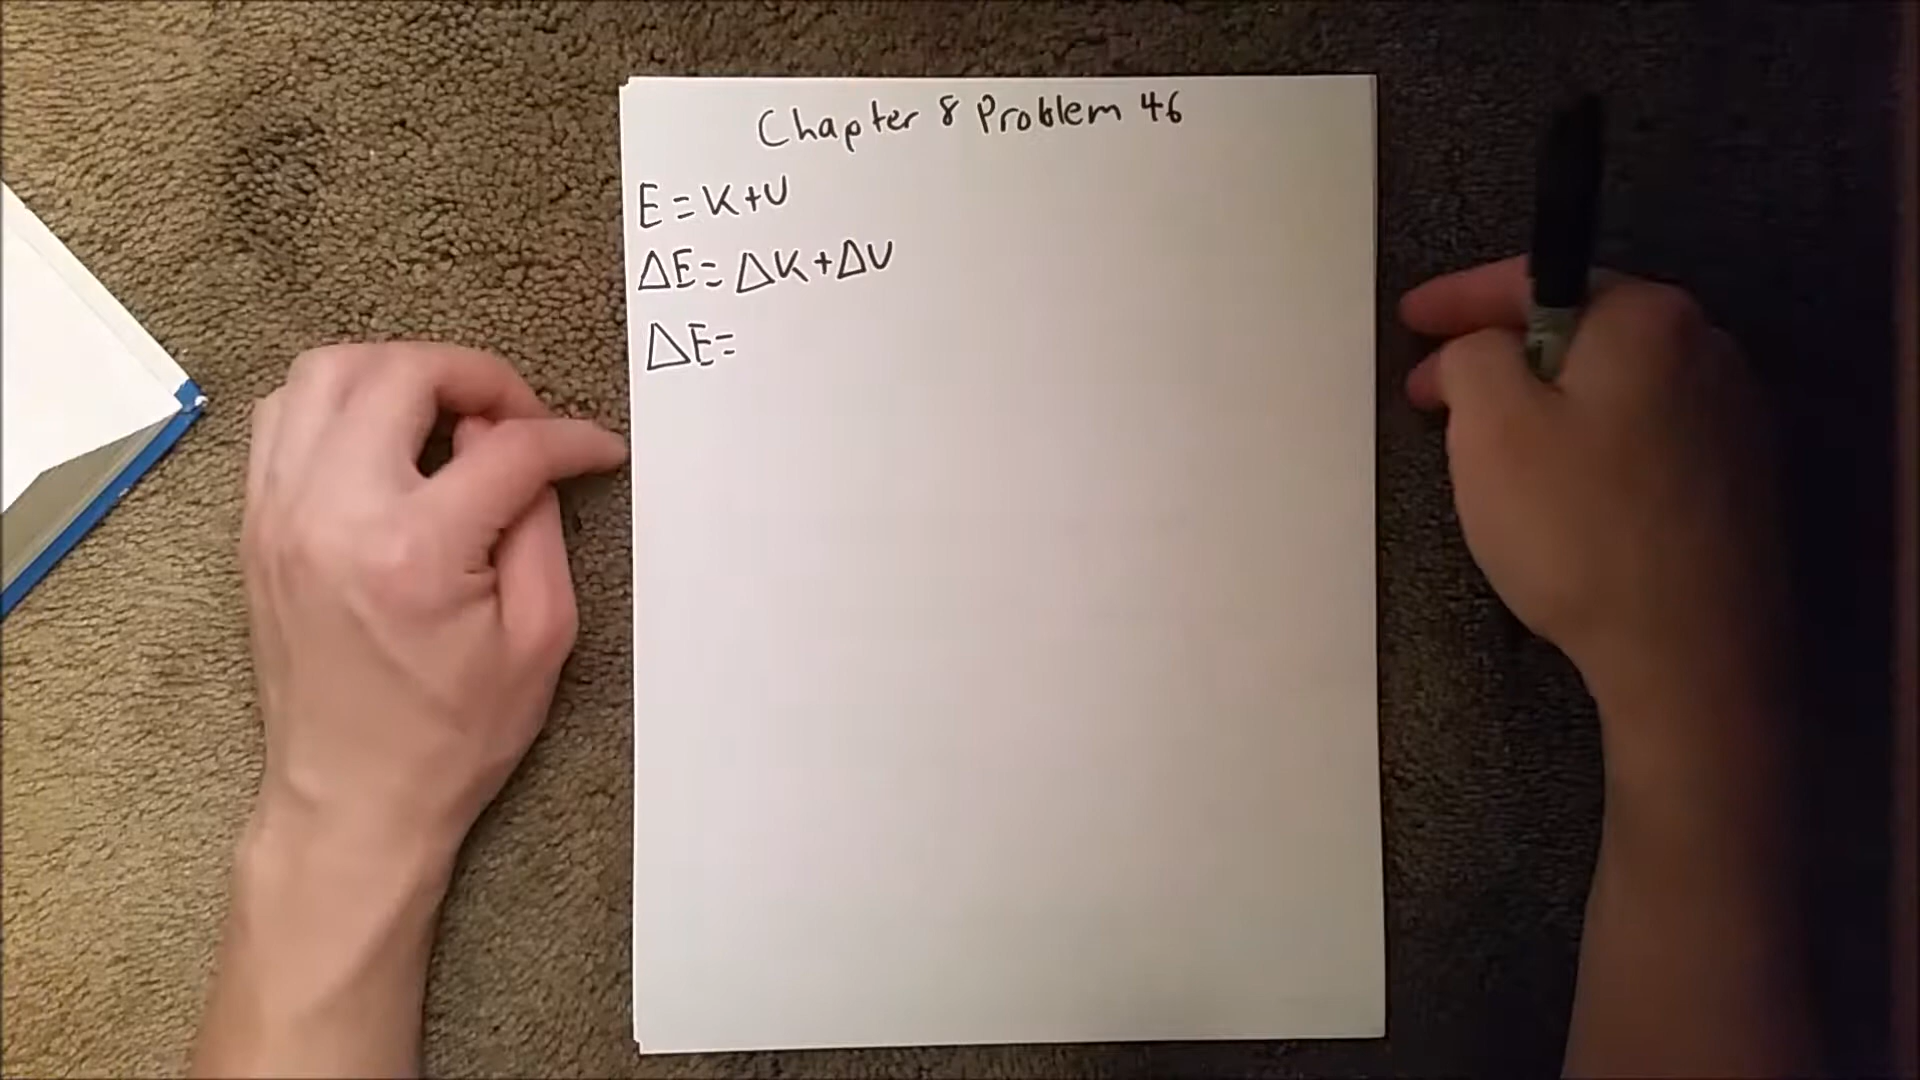 Chapter 8 Problem 46
E = K + U
ΔE = ΔK + ΔU
ΔE =